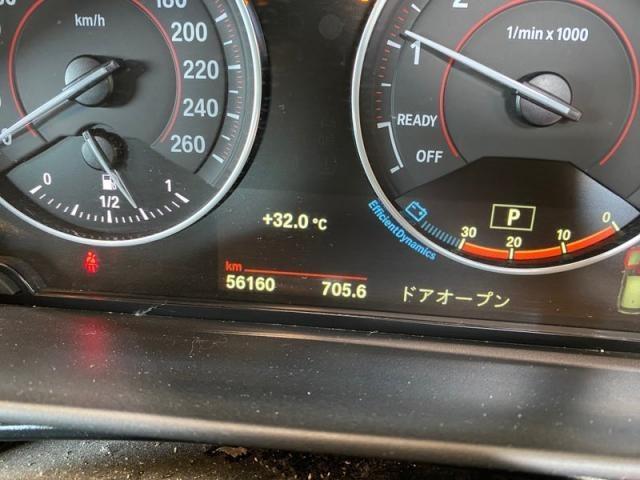 km/h
180
200
220
240
260
0
0
1/2
1
2
1
1/min x 1000
READY
OFF
EfficientDynamics
P
30
20
10
0
+32.0 °C
km
56160 705.6 ドアオープン